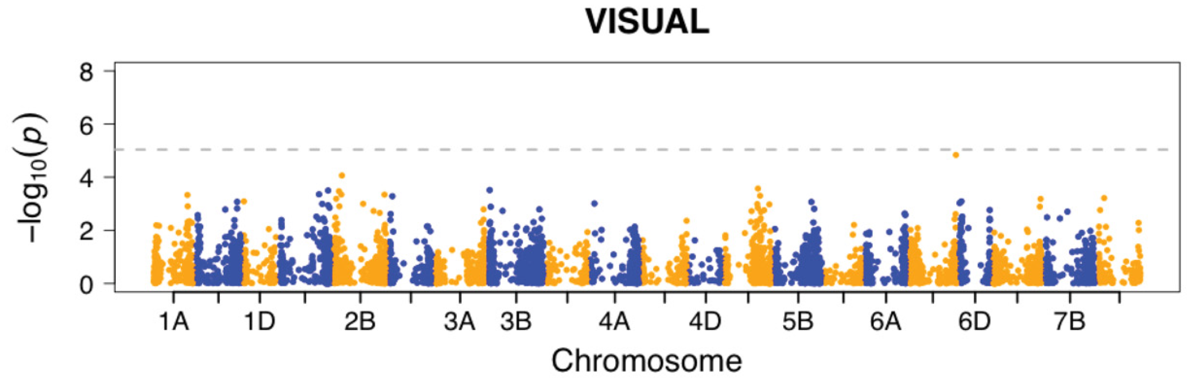 VISUAL
8
6
4
2
0
−log10(p)
1A 1D 2B 3A 3B 4A 4D 5B 6A 6D 7B
Chromosome